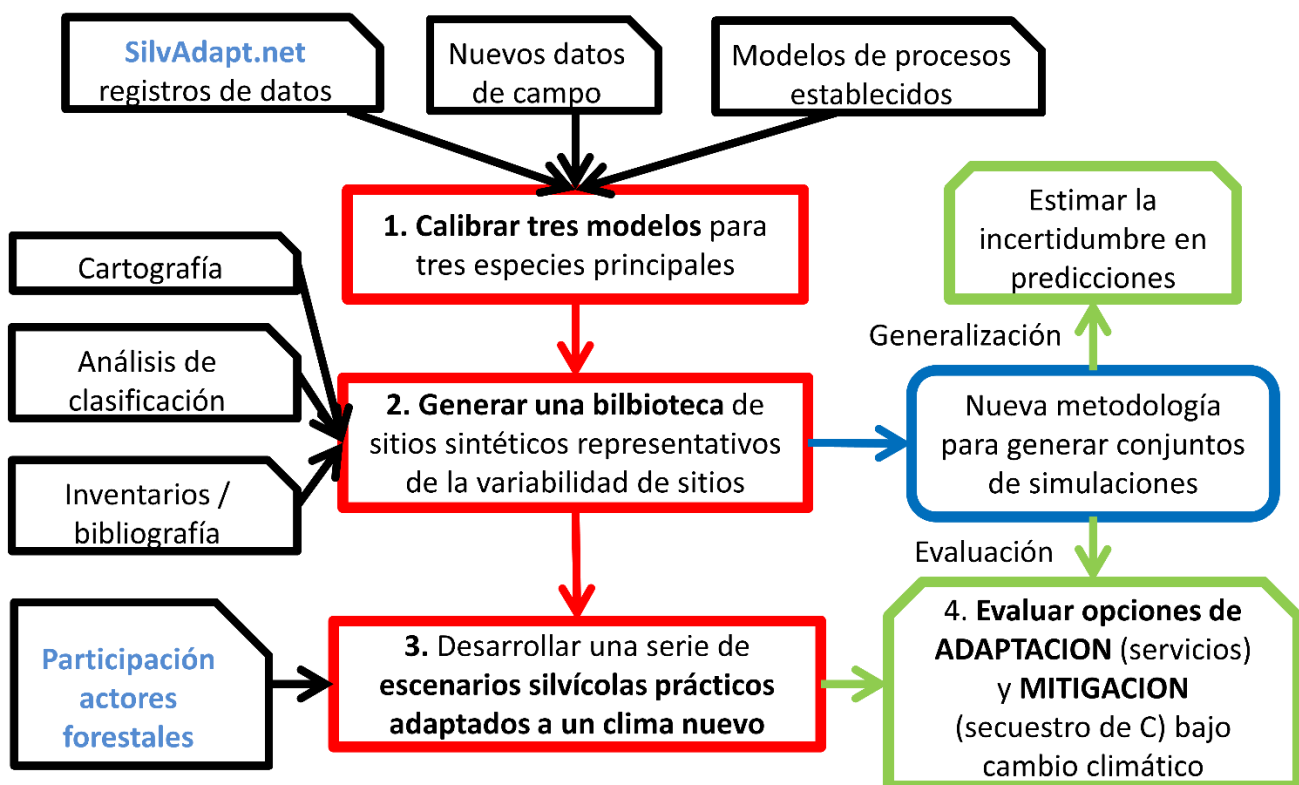 SilvAdapt.net
registros de datos
Nuevos datos
de campo
Modelos de procesos
establecidos
1. Calibrar tres modelos para
tres especies principales
Cartografía
Análisis de
clasificación
Inventarios /
bibliografía
2. Generar una bilbioteca de
sitios sintéticos representativos
de la variabilidad de sitios
Estimar la
incertidumbre en
predicciones
Generalización
Nueva metodología
para generar conjuntos
de simulaciones
Evaluación
Participación
actores
forestales
3. Desarrollar una serie de
escenarios silvícolas prácticos
adaptados a un clima nuevo
4. Evaluar opciones de
ADAPTACION (servicios)
y MITIGACION
(secuestro de C) bajo
cambio climático